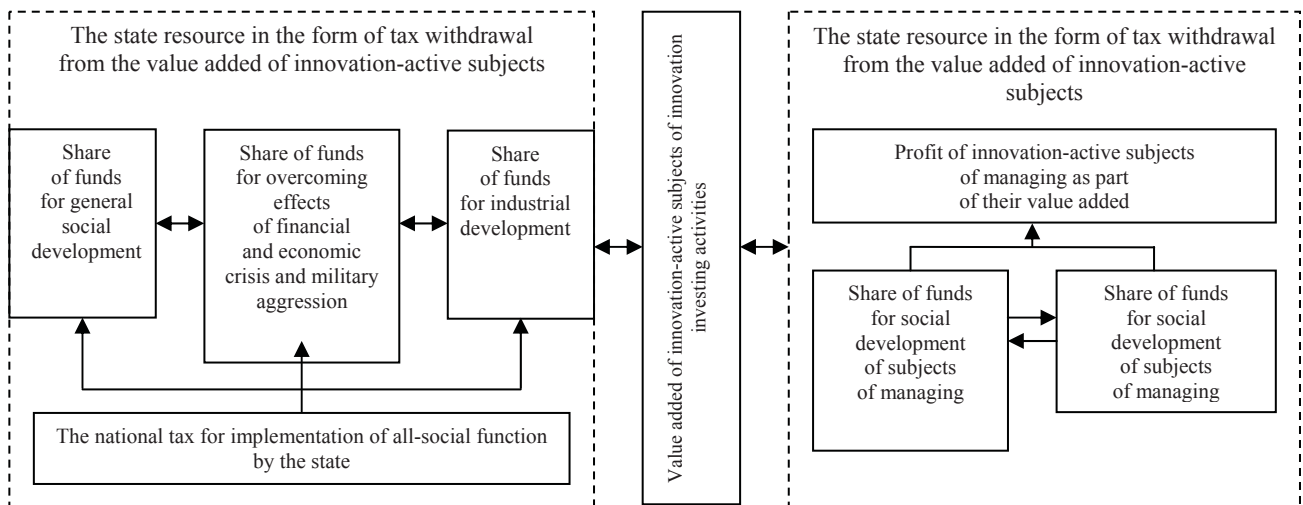 The state resource in the form of tax withdrawal
from the value added of innovation-active subjects
Share
of funds
for general
social
development
Share of funds
for overcoming
effects
of financial
and economic
crisis and military
aggression
Share
of funds
for industrial
development
The national tax for implementation of all-social function
by the state
Value added of innovation-active subjects of innovation
investing activities
The state resource in the form of tax withdrawal
from the value added of innovation-active
subjects
Profit of innovation-active subjects
of managing as part
of their value added
Share of funds
for social
development
of subjects
of managing
Share of funds
for social
development
of subjects
of managing